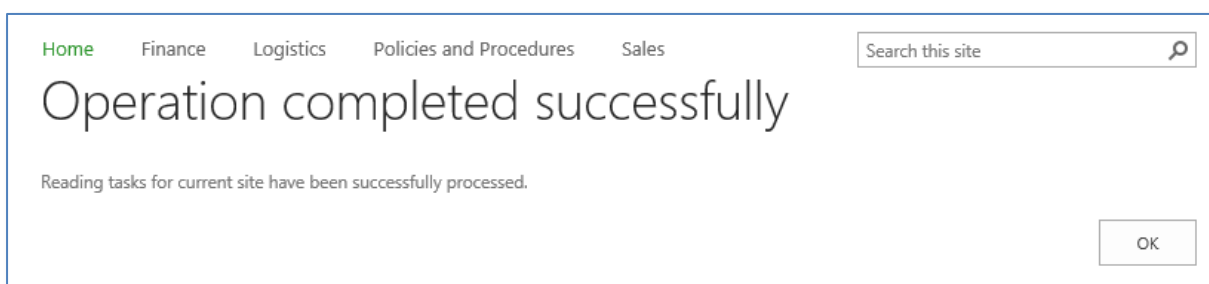 Home Finance Logistics Policies and Procedures Sales Search this site
Operation completed successfully
Reading tasks for current site have been successfully processed.
OK